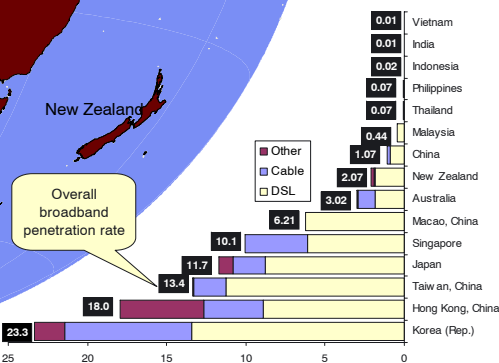 0.01 Vietnam
0.01 India
0.02 Indonesia
0.07 Philippines
New Zealand
0.07 Thailand
0.44 Malaysia
Other
Cable
DSL
1.07 China
2.07 New Zealand
3.02 Australia
Overall
broadband
penetration rate
6.21 Macao, China
10.1 Singapore
11.7 Japan
13.4 Taiwan, China
18.0 Hong Kong, China
23.3 Korea (Rep.)
25 20 15 10 5 0